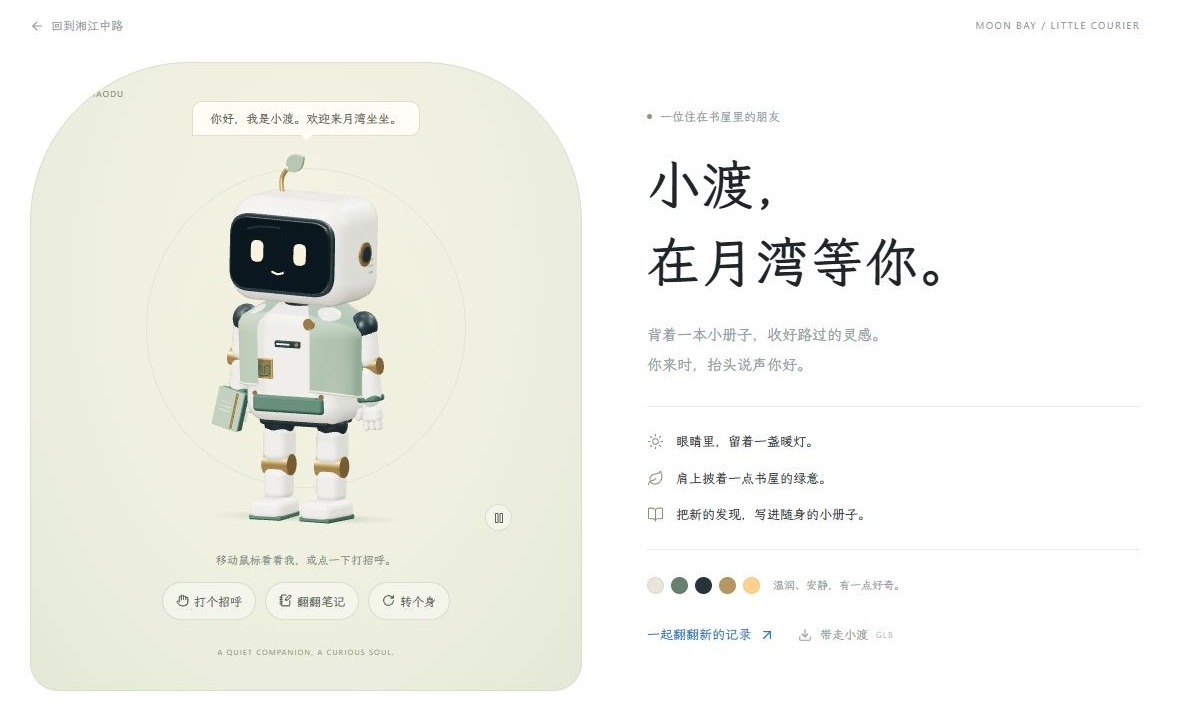 回到湘江中路
MOON BAY / LITTLE COURIER
AODU
你好，我是小渡。欢迎来月湾坐坐。
移动鼠标看看我，或点一下打招呼。
打个招呼
翻翻笔记
转个身
A QUIET COMPANION, A CURIOUS SOUL.
一位住在书屋里的朋友
小渡，
在月湾等你。
背着一本小册子，收好路过的灵感。
你来时，抬头说声你好。
眼睛里，留着一盏暖灯。
肩上披着一点书屋的绿意。
把新的发现，写进随身的小册子。
温润、安静，有一点好奇。
一起翻翻新的记录
带走小渡 GLB